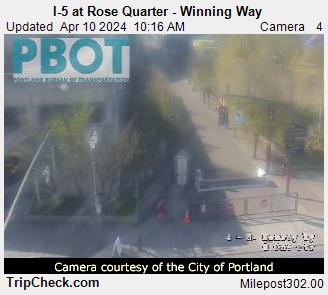 I-5 at Rose Quarter - Winning Way
Updated Apr 10 2024 10:16 AM Camera 4
PBOT
PORTLAND BUREAU OF TRANSPORTATION
Camera courtesy of the City of Portland
TripCheck.com Milepost302.00